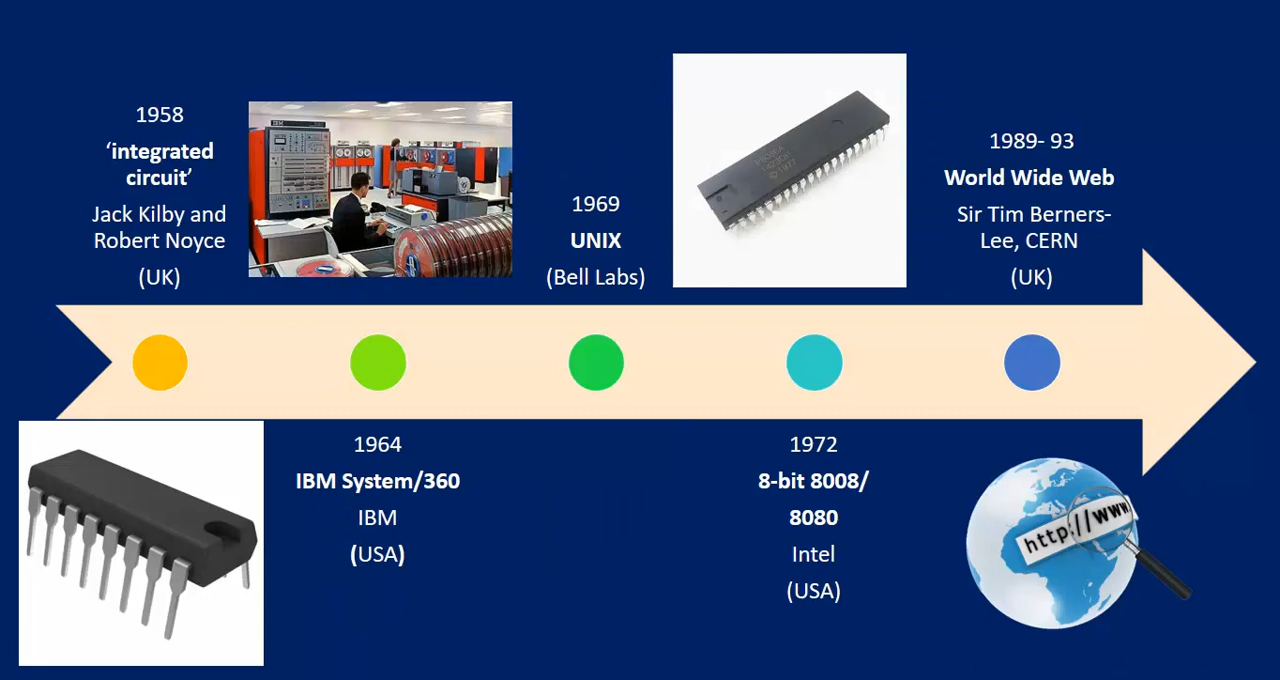 1958
‘integrated
circuit’
Jack Kilby and
Robert Noyce
(UK)
1964
IBM System/360
IBM
(USA)
1969
UNIX
(Bell Labs)
1972
8-bit 8008/
8080
Intel
(USA)
1989- 93
World Wide Web
Sir Tim Berners-
Lee, CERN
(UK)
http://www